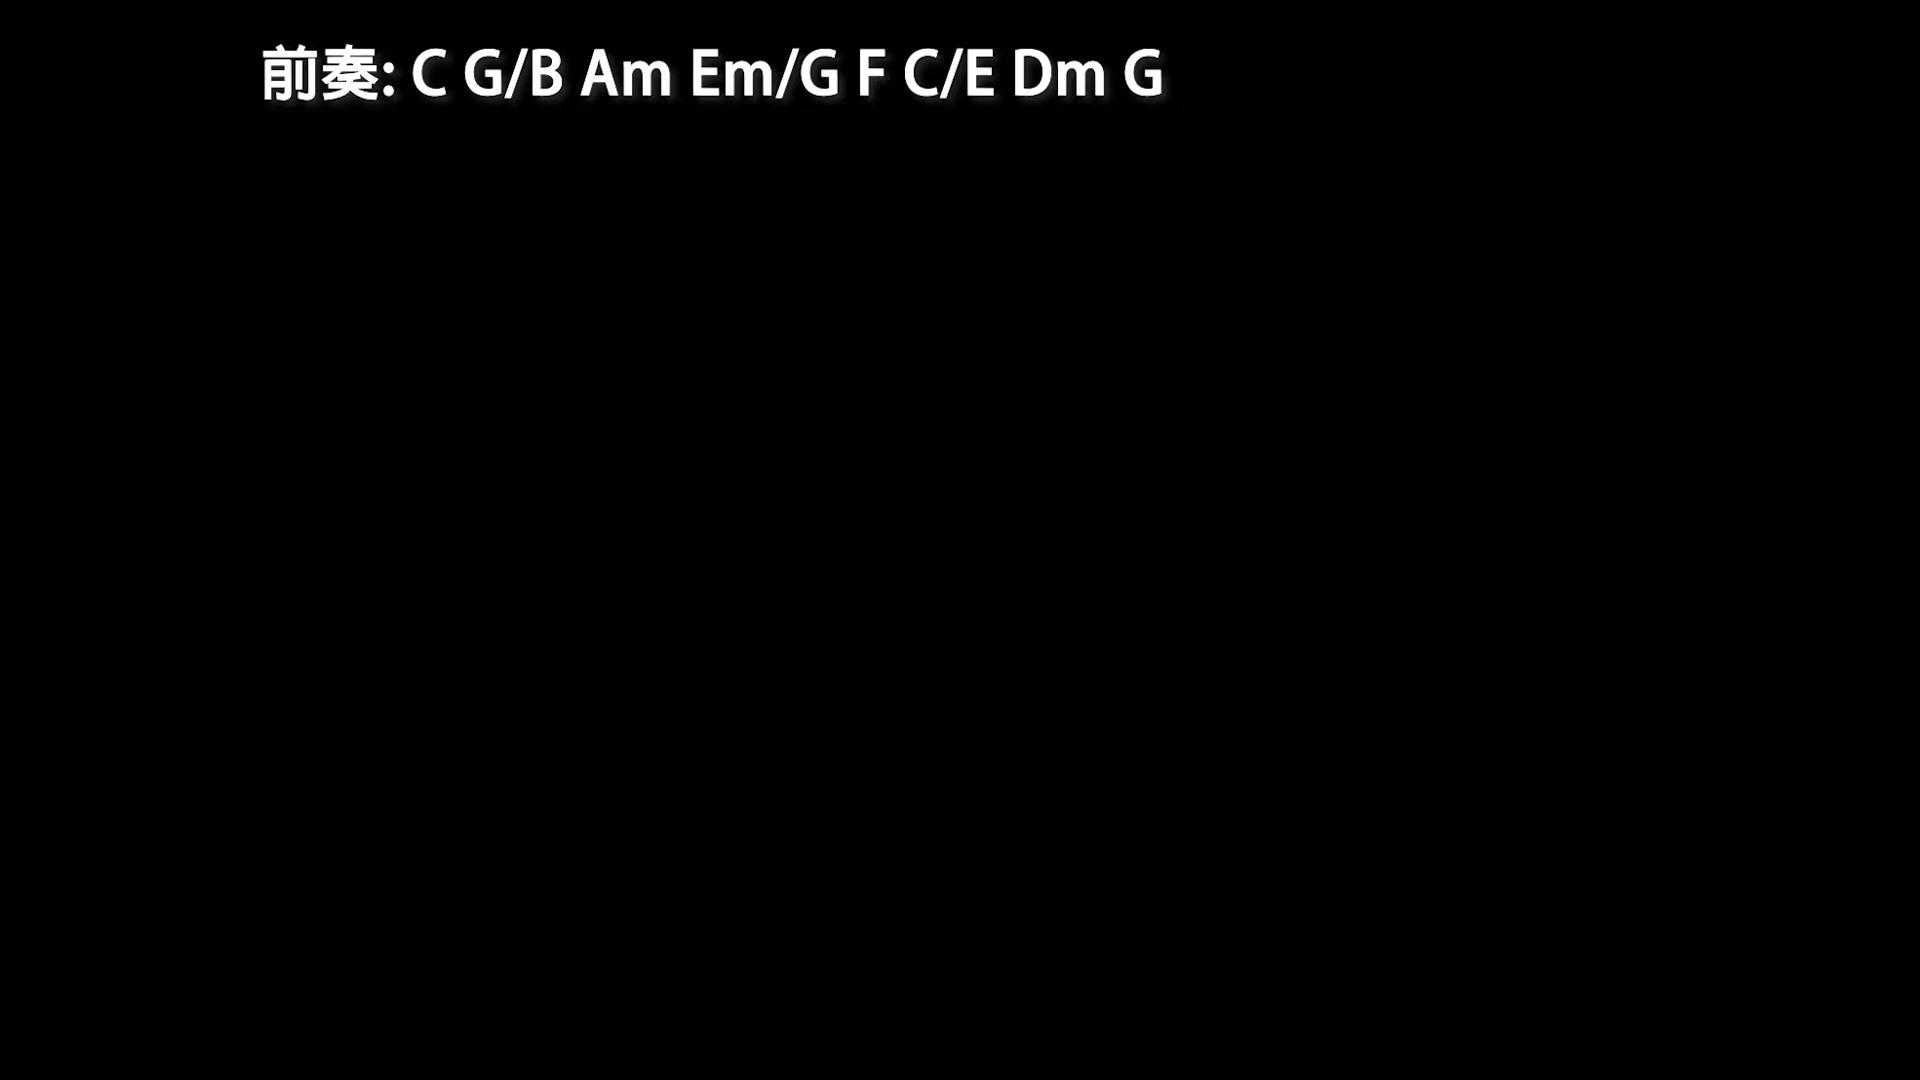 前奏: C G/B Am Em/G F C/E Dm G